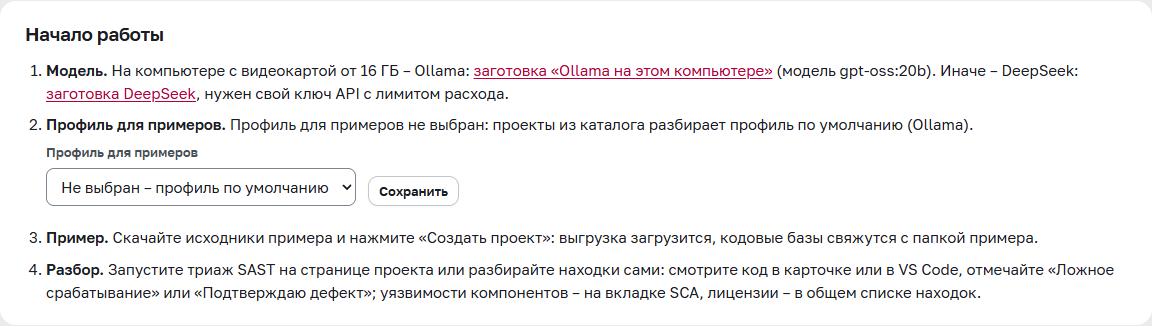 Начало работы
1. Модель. На компьютере с видеокартой от 16 ГБ – Ollama: заготовка «Ollama на этом компьютере» (модель gpt-oss:20b). Иначе – DeepSeek:
заготовка DeepSeek, нужен свой ключ API с лимитом расхода.
2. Профиль для примеров. Профиль для примеров не выбран: проекты из каталога разбирает профиль по умолчанию (Ollama).
Профиль для примеров
Не выбран – профиль по умолчанию
Сохранить
3. Пример. Скачайте исходники примера и нажмите «Создать проект»: выгрузка загрузится, кодовые базы свяжутся с папкой примера.
4. Разбор. Запустите триаж SAST на странице проекта или разбирайте находки сами: смотрите код в карточке или в VS Code, отмечайте «Ложное
срабатывание» или «Подтверждаю дефект»; уязвимости компонентов – на вкладке SCA, лицензии – в общем списке находок.